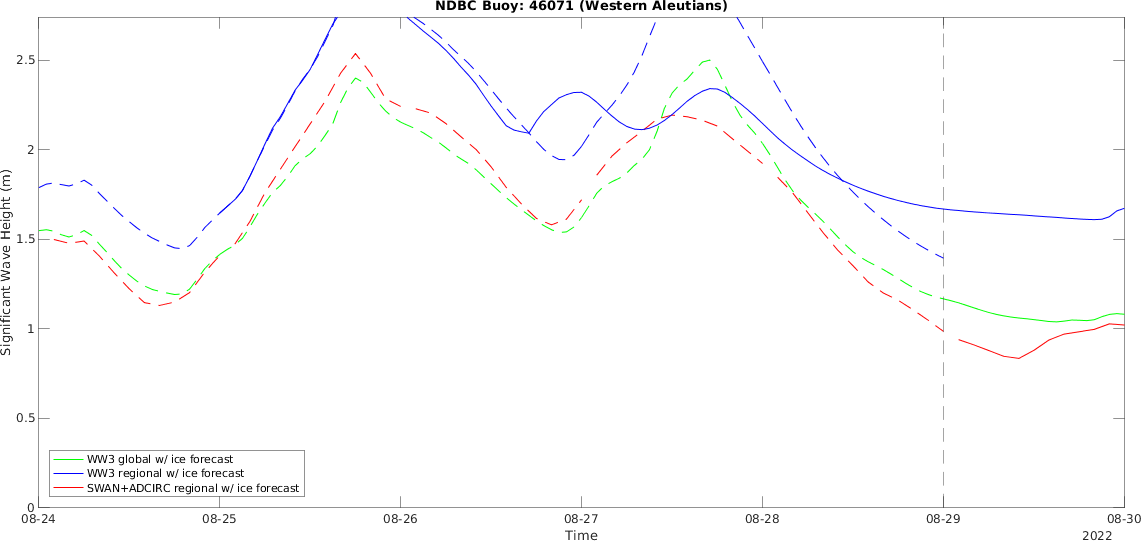 NDBC Buoy: 46071 (Western Aleutians)
2.5
2
1.5
1
0.5
0
Significant Wave Height (m)
WW3 global w/ ice forecast
WW3 regional w/ ice forecast
SWAN+ADCIRC regional w/ ice forecast
08-24 08-25 08-26 08-27 08-28 08-29 08-30
Time
2022